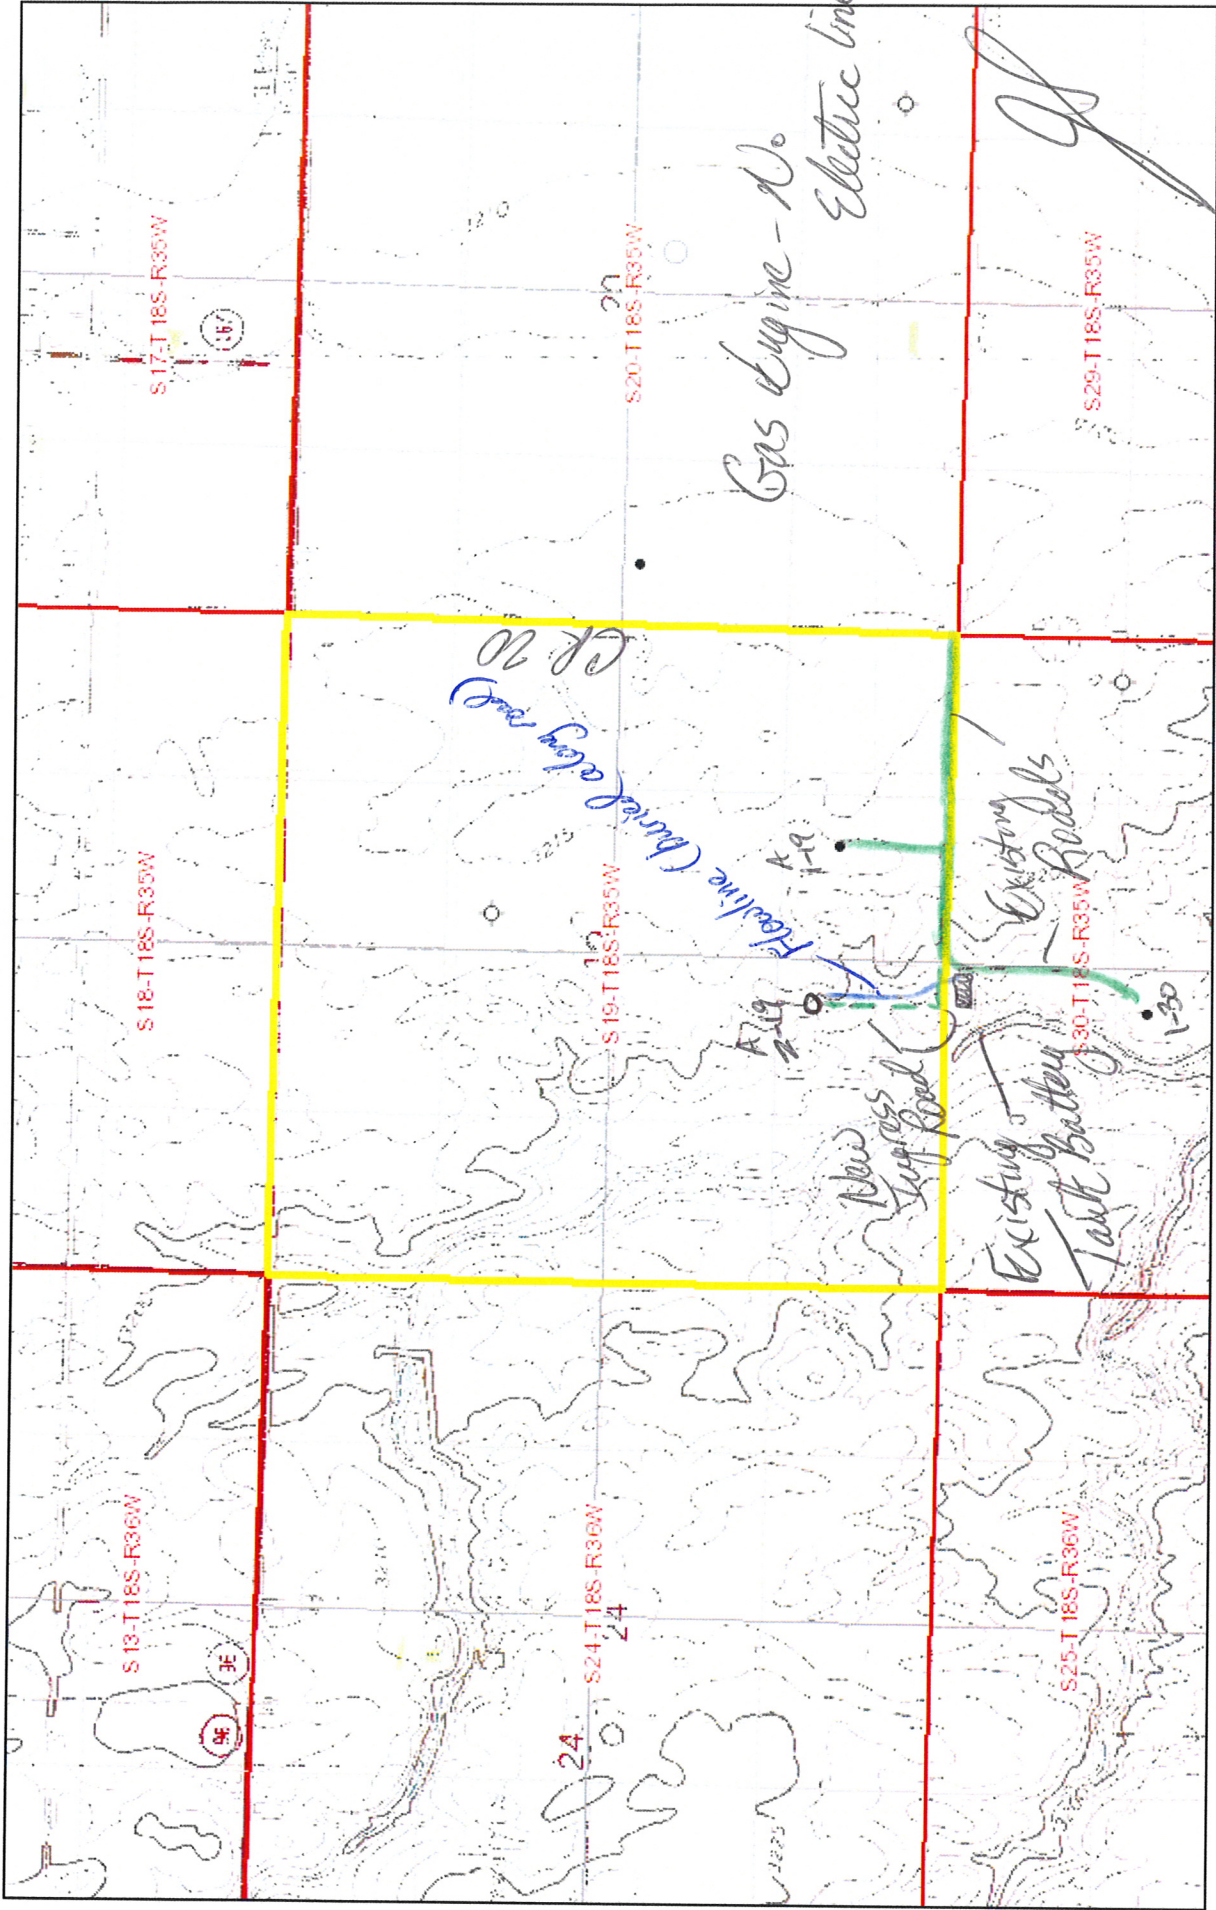 S13-T18S-R36W
S18-T18S-R35W
S17-T18S-R35W
S24-T18S-R36W
24
24
S19-T18S-R35W
S20-T18S-R35W
S25-T18S-R36W
S30-T18S-R35W
S29-T18S-R35W
CR 20
Flowline (buried along road)
A
2-19
A
1-19
1-30
New
Ingress
Road
Existing
Tank Battery
Existing
Roads
Gas Engine - No
Electric line